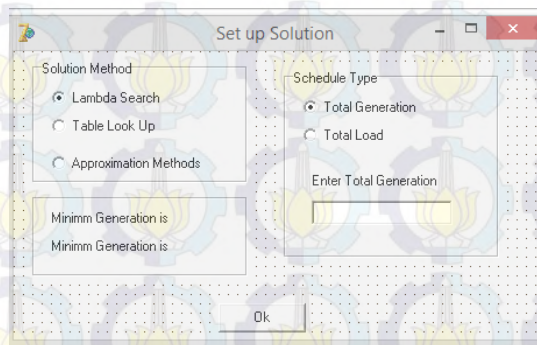 Set up Solution
Solution Method
Lambda Search
Table Look Up
Approximation Methods
Minimm Generation is
Minimm Generation is
Schedule Type
Total Generation
Total Load
Enter Total Generation
Ok